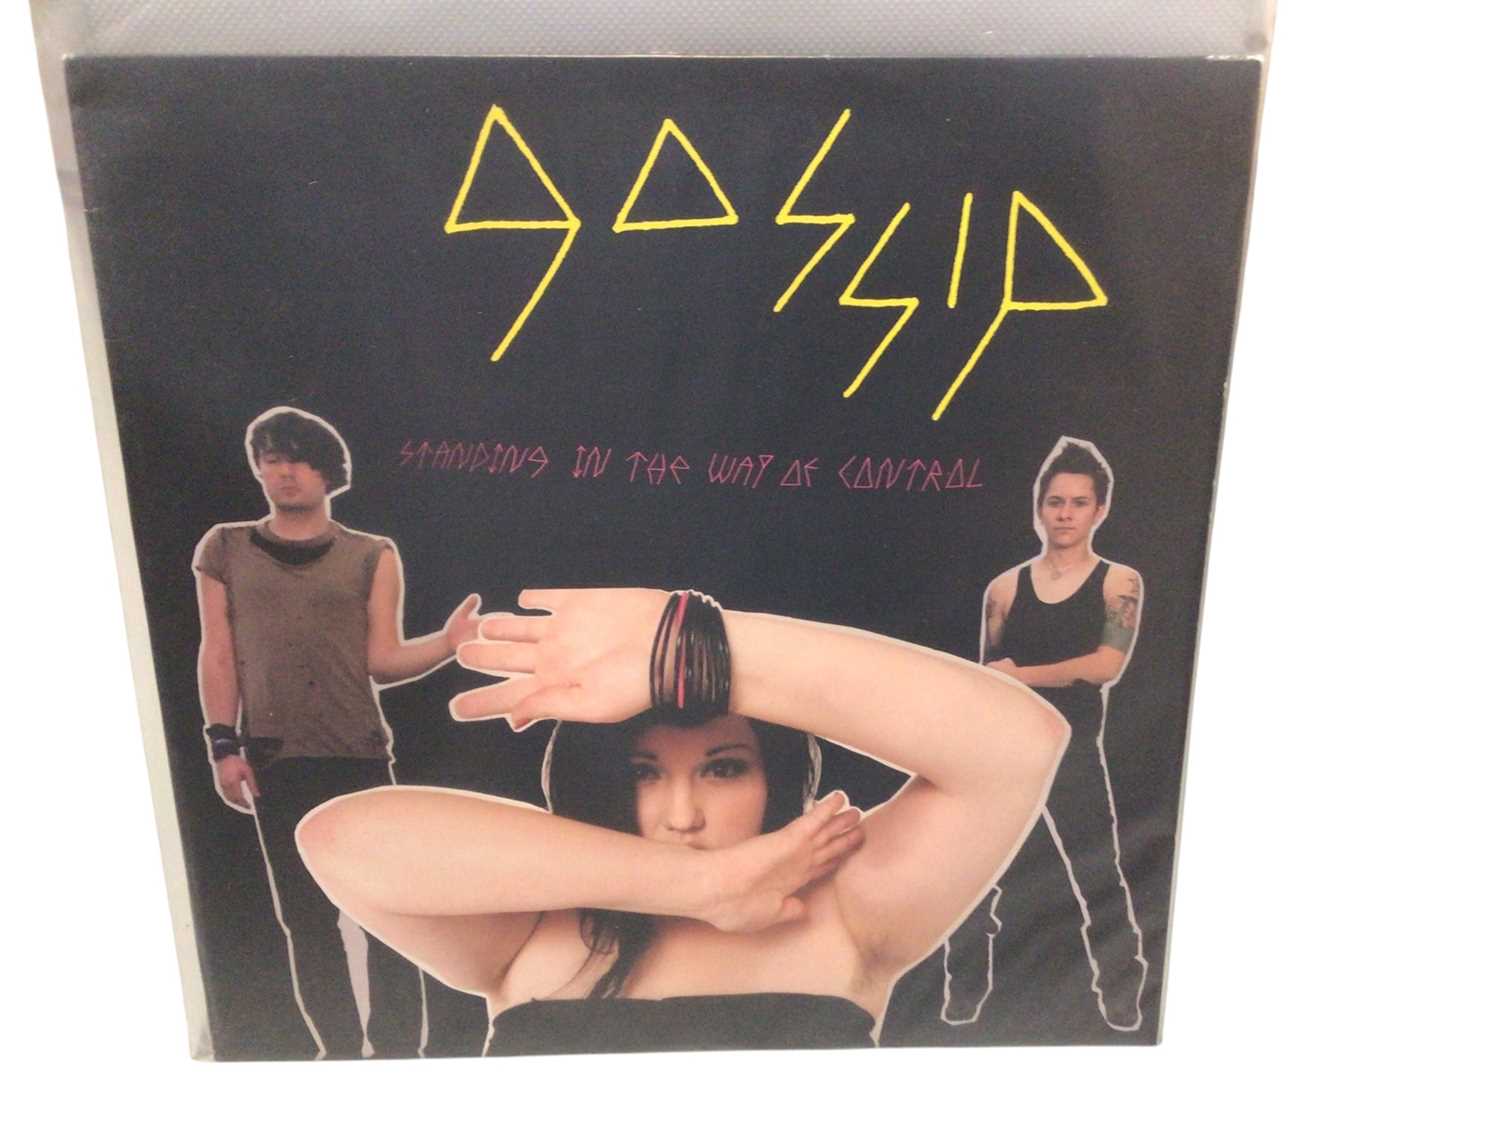 gossip
STANDING IN THE WAY OF CONTROL